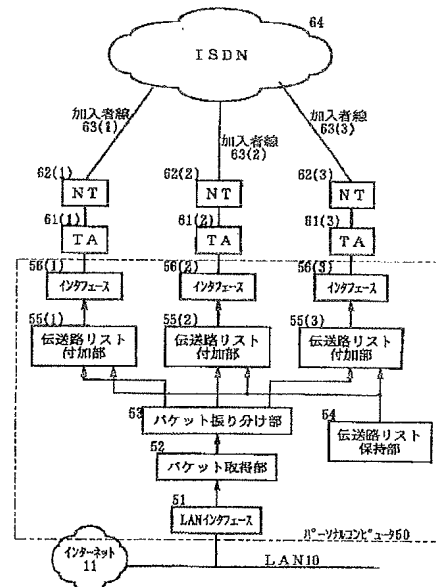 64
ISDN
加入者線
63(1)
加入者線
63(2)
加入者線
63(3)
62(1)
NT
62(2)
NT
62(3)
NT
61(1)
TA
61(2)
TA
61(3)
TA
56(1)
インタフェース
56(2)
インタフェース
56(3)
インタフェース
55(1)
伝送路リスト
付加部
55(2)
伝送路リスト
付加部
55(3)
伝送路リスト
付加部
53
パケット振り分け部
54
伝送路リスト
保持部
52
パケット取得部
51
LANインタフェース
パーソナルコンピュータ50
インターネット
11
LAN10